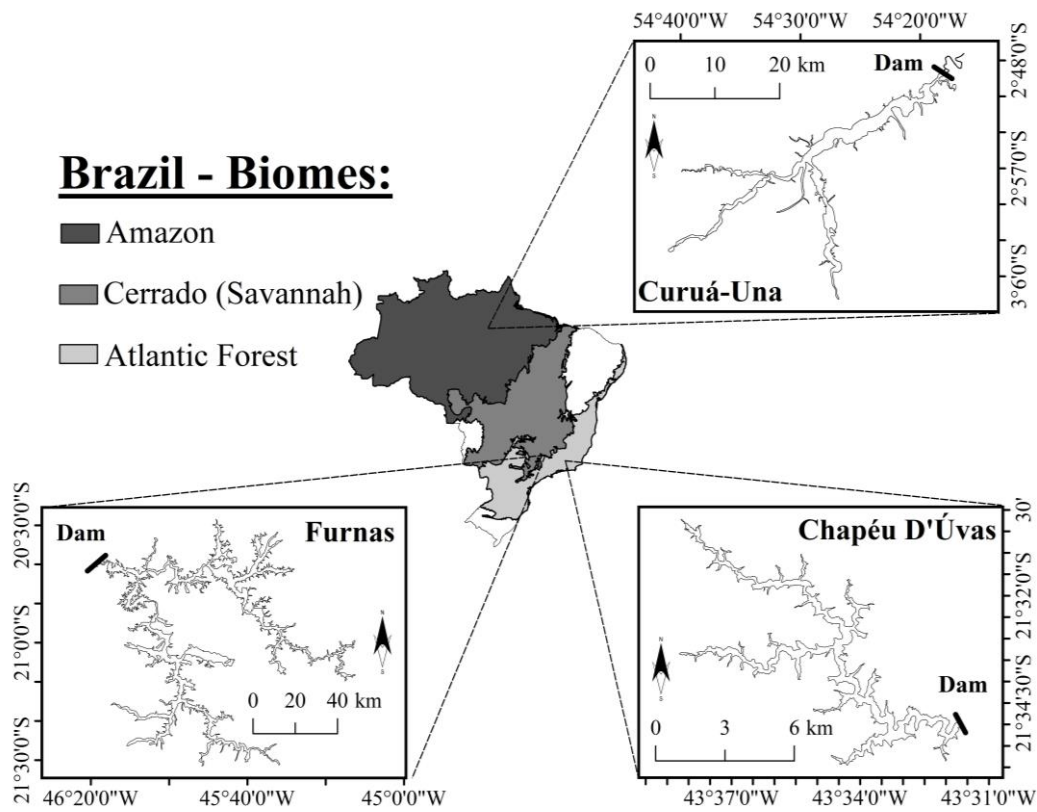 54°40'0"W 54°30'0"W 54°20'0"W
0 10 20 km
Dam
2°48'0"S
2°57'0"S
3°6'0"S
N
S
Curuá-Una
Brazil - Biomes:
Amazon
Cerrado (Savannah)
Atlantic Forest
Dam
Furnas
20°30'0"S
21°0'0"S
21°30'0"S
N
S
0 20 40 km
46°20'0"W 45°40'0"W 45°0'0"W
Chapéu D'Úvas
30'
21°32'0"S
21°34'30"S
N
S
Dam
0 3 6 km
43°37'0"W 43°34'0"W 43°31'0"W